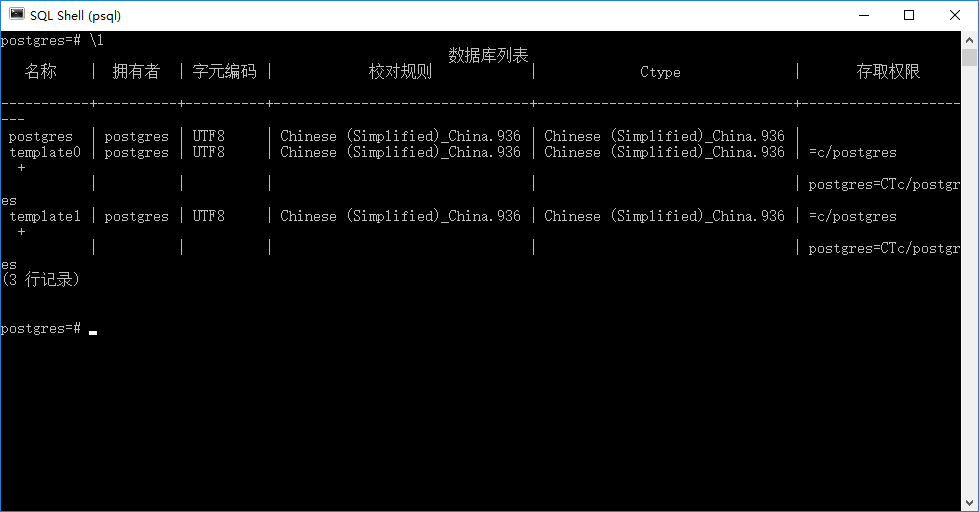 SQL Shell (psql)
postgres=# \l
数据库列表
名称 | 拥有者 | 字元编码 | 校对规则 | Ctype | 存取权限
-----------+----------+----------+--------------------------------+--------------------------------+--------------------
---
postgres | postgres | UTF8 | Chinese (Simplified)_China.936 | Chinese (Simplified)_China.936 |
template0 | postgres | UTF8 | Chinese (Simplified)_China.936 | Chinese (Simplified)_China.936 | =c/postgres
+
| | | | | postgres=CTc/postgr
es
template1 | postgres | UTF8 | Chinese (Simplified)_China.936 | Chinese (Simplified)_China.936 | =c/postgres
+
| | | | | postgres=CTc/postgr
es
(3 行记录)
postgres=#